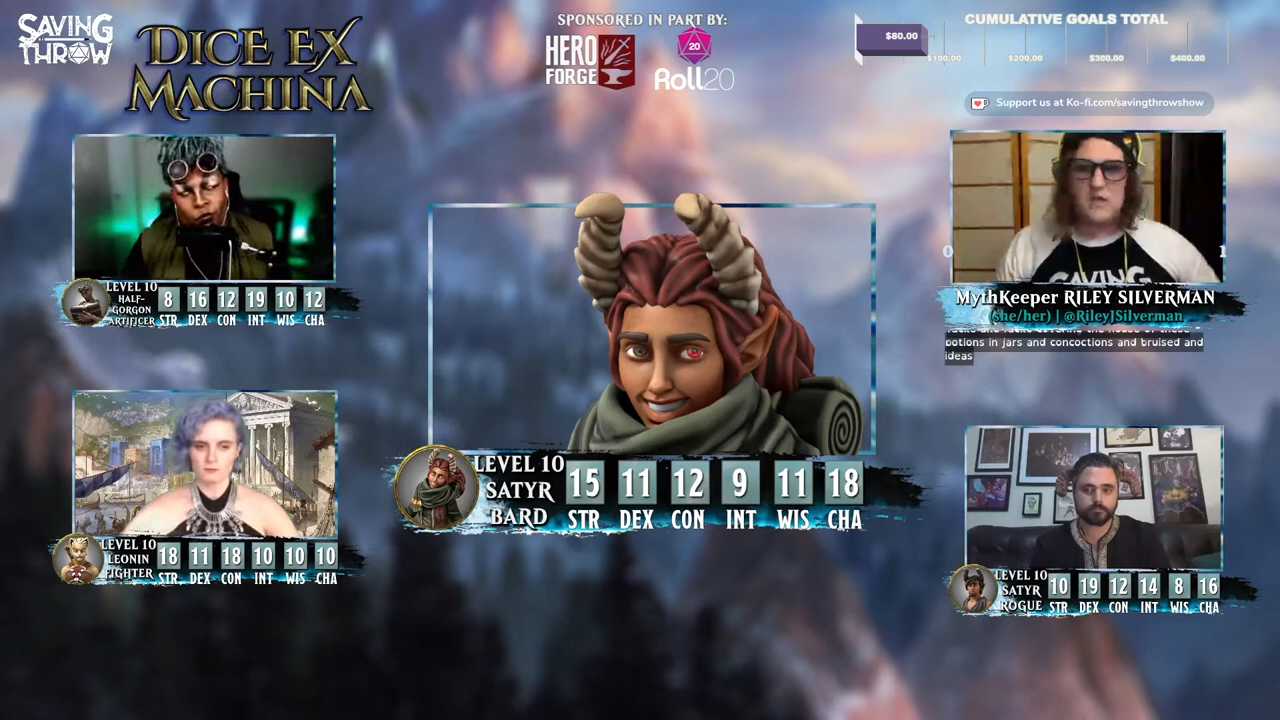 SAVING
THROW
DICE EX
MACHINA
SPONSORED IN PART BY:
HERO
FORGE
20
Roll20
CUMULATIVE GOALS TOTAL
$80.00
$100.00
$200.00
$300.00
$400.00
Support us at Ko-fi.com/savingthrowshow
LEVEL 10
HALF-
GORGON
ARTIFICER
8 16 12 19 10 12
STR DEX CON INT WIS CHA
0
1
SAVING
MythKeeper RILEY SILVERMAN
(she/her) | @RileyJSilverman
potions in jars and concoctions and bruised and
ideas
LEVEL 10
SATYR
BARD
15 11 12 9 11 18
STR DEX CON INT WIS CHA
LEVEL 10
LEONIN
FIGHTER
18 11 18 10 10 10
STR DEX CON INT WIS CHA
LEVEL 10
SATYR
ROGUE
10 19 12 14 8 16
STR DEX CON INT WIS CHA